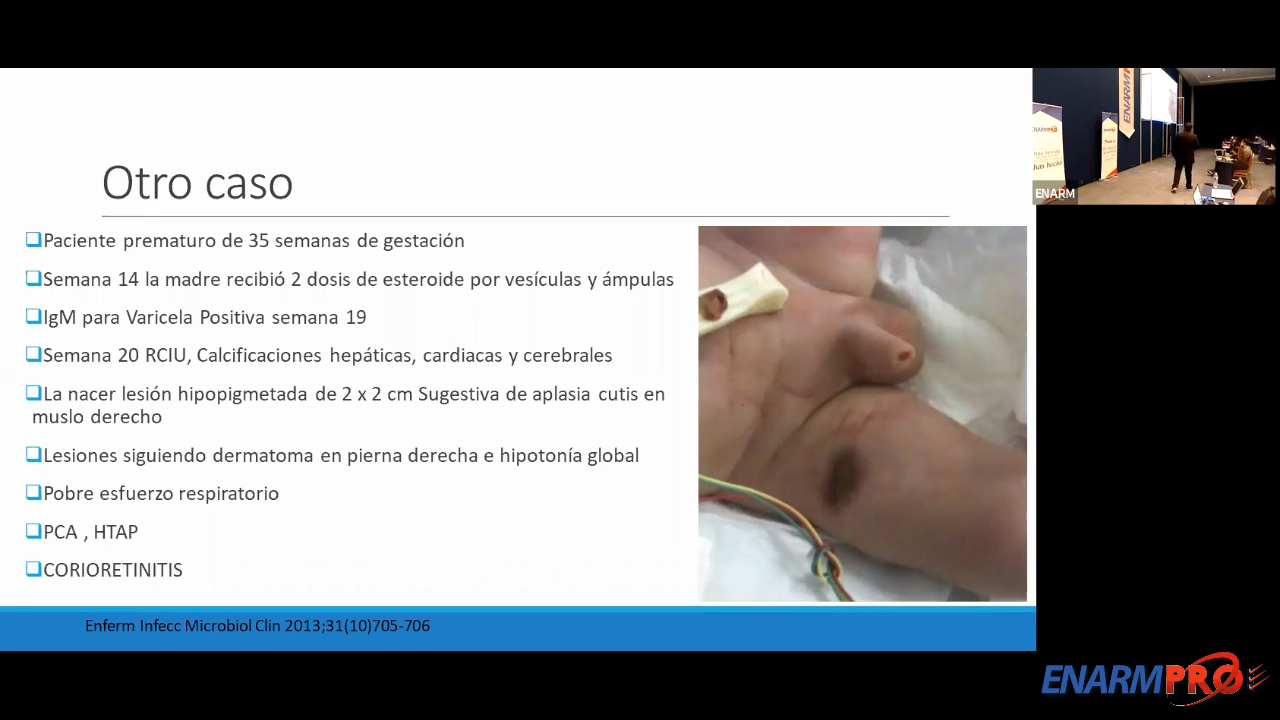 Otro caso
Paciente prematuro de 35 semanas de gestación
Semana 14 la madre recibió 2 dosis de esteroide por vesículas y ámpulas
IgM para Varicela Positiva semana 19
Semana 20 RCIU, Calcificaciones hepáticas, cardiacas y cerebrales
La nacer lesión hipopigmetada de 2 x 2 cm Sugestiva de aplasia cutis en
muslo derecho
Lesiones siguiendo dermatoma en pierna derecha e hipotonía global
Pobre esfuerzo respiratorio
PCA , HTAP
CORIORETINITIS
Enferm Infecc Microbiol Clin 2013;31(10)705-706
ENARM
ENARMPRO